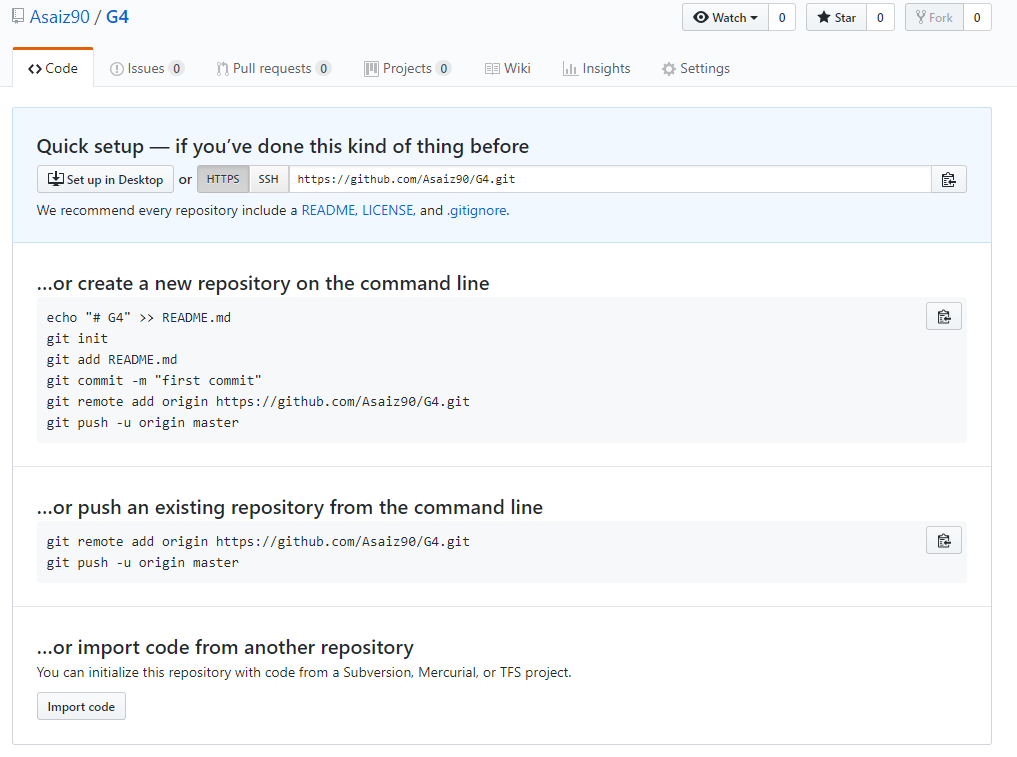 Asaiz90 / G4
Watch 0 Star 0 Fork 0
Code Issues 0 Pull requests 0 Projects 0 Wiki Insights Settings
Quick setup — if you’ve done this kind of thing before
Set up in Desktop or HTTPS SSH https://github.com/Asaiz90/G4.git
We recommend every repository include a README, LICENSE, and .gitignore.
…or create a new repository on the command line
echo "# G4" >> README.md
git init
git add README.md
git commit -m "first commit"
git remote add origin https://github.com/Asaiz90/G4.git
git push -u origin master
…or push an existing repository from the command line
git remote add origin https://github.com/Asaiz90/G4.git
git push -u origin master
…or import code from another repository
You can initialize this repository with code from a Subversion, Mercurial, or TFS project.
Import code